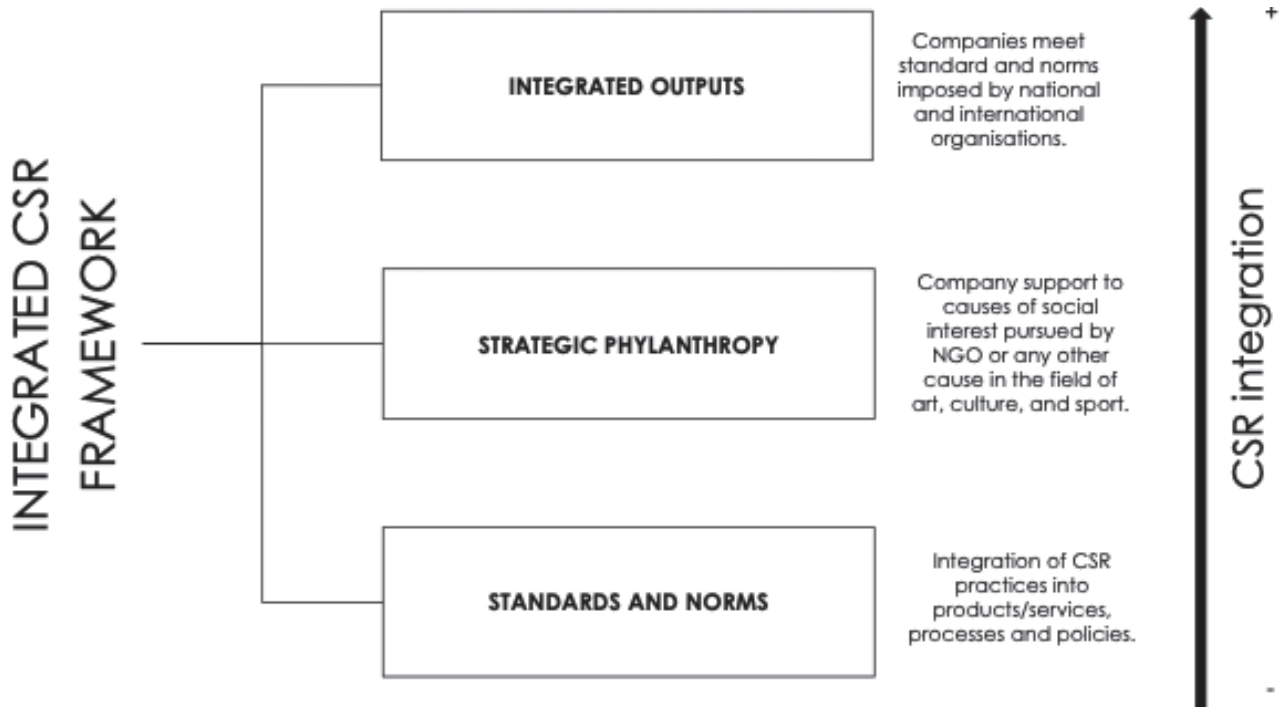 INTEGRATED CSR
FRAMEWORK
INTEGRATED OUTPUTS
Companies meet
standard and norms
imposed by national
and international
organisations.
STRATEGIC PHYLANTHROPY
Company support to
causes of social
interest pursued by
NGO or any other
cause in the field of
art, culture, and sport.
STANDARDS AND NORMS
Integration of CSR
practices into
products/services,
processes and policies.
+
CSR integration
-